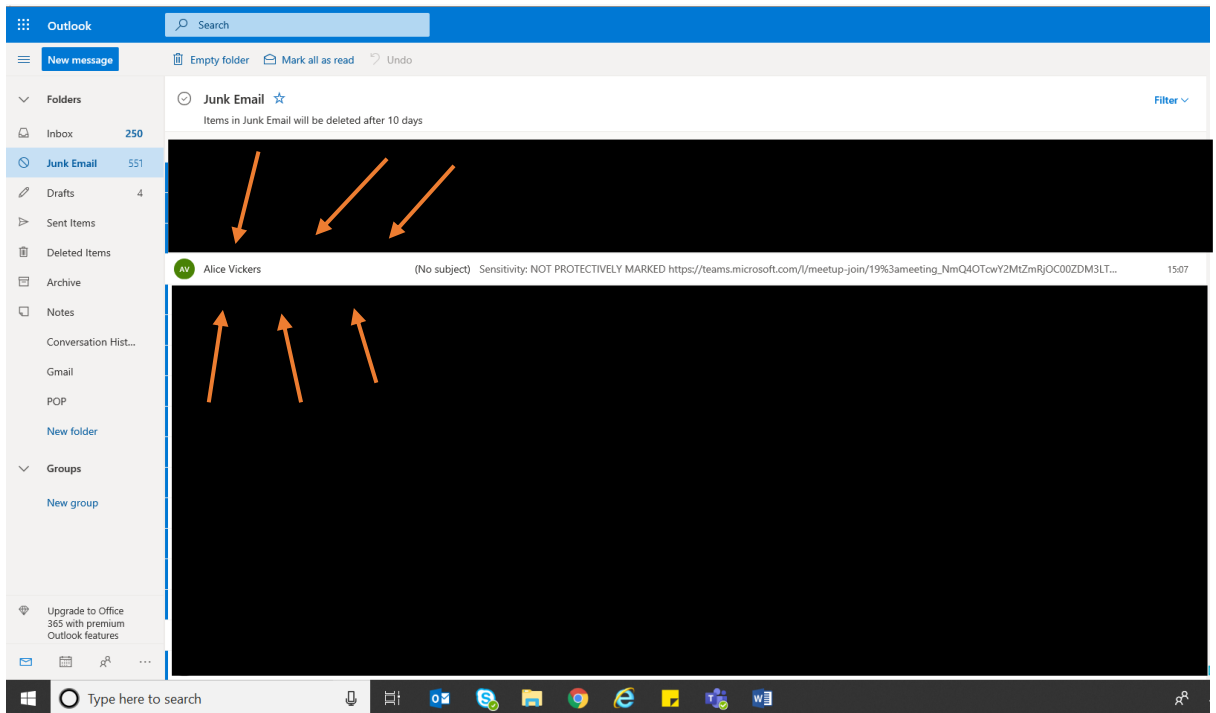 Outlook
Search
New message
Empty folder
Mark all as read
Undo
Folders
Inbox 250
Junk Email 551
Drafts 4
Sent Items
Deleted Items
Archive
Notes
Conversation Hist...
Gmail
POP
New folder
Groups
New group
Upgrade to Office
365 with premium
Outlook features
Junk Email
Filter
Items in Junk Email will be deleted after 10 days
AV Alice Vickers (No subject) Sensitivity: NOT PROTECTIVELY MARKED https://teams.microsoft.com/l/meetup-join/19%3ameeting_NmQ4OTcwY2MtZmRjOC00ZDM3LT... 15:07
Type here to search